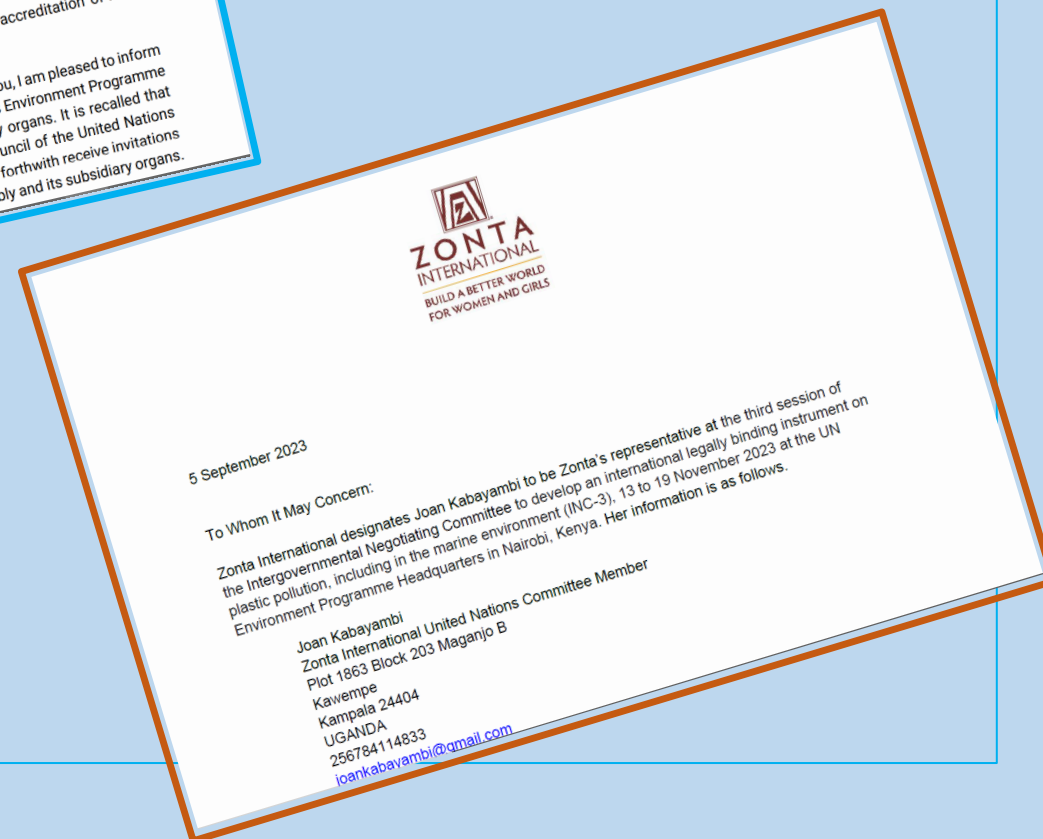 accreditation
ou, I am pleased to inform
Environment Programme
organs. It is recalled that
uncil of the United Nations
forthwith receive invitations
bly and its subsidiary organs.
ZONTA
INTERNATIONAL
BUILD A BETTER WORLD
FOR WOMEN AND GIRLS
5 September 2023
To Whom It May Concern:
Zonta International designates Joan Kabayambi to be Zonta's representative at the third session of
the Intergovernmental Negotiating Committee to develop an international legally binding instrument on
plastic pollution, including in the marine environment (INC-3), 13 to 19 November 2023 at the UN
Environment Programme Headquarters in Nairobi, Kenya. Her information is as follows.
Joan Kabayambi
Zonta International United Nations Committee Member
Plot 1863 Block 203 Maganjo B
Kawempe
Kampala 24404
UGANDA
256784114833
joankabayambi@gmail.com